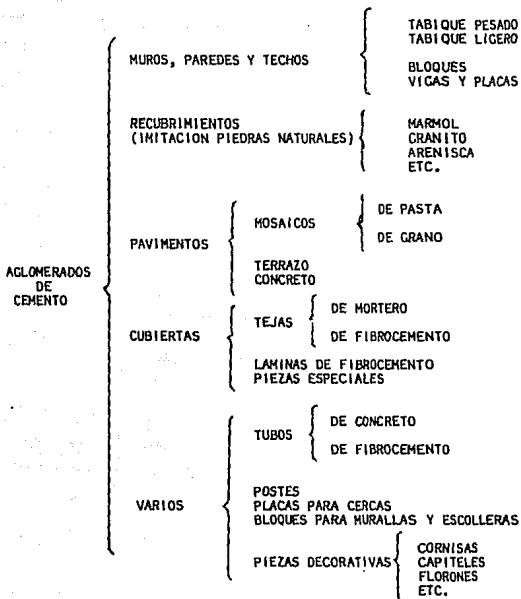 TABIQUE PESADO
TABIQUE LIGERO
MUROS, PAREDES Y TECHOS
BLOQUES
VIGAS Y PLACAS
RECUBRIMIENTOS
(IMITACION PIEDRAS NATURALES)
MARMOL
GRANITO
ARENISCA
ETC.
PAVIMENTOS
MOSAICOS
DE PASTA
DE GRANO
TERRAZO
CONCRETO
AGLOMERADOS
DE
CEMENTO
CUBIERTAS
TEJAS
DE MORTERO
DE FIBROCEMENTO
LAMINAS DE FIBROCEMENTO
PIEZAS ESPECIALES
VARIOS
TUBOS
DE CONCRETO
DE FIBROCEMENTO
POSTES
PLACAS PARA CERCAS
BLOQUES PARA MURALLAS Y ESCOLLERAS
PIEZAS DECORATIVAS
CORNISAS
CAPITELES
FLORONES
ETC.